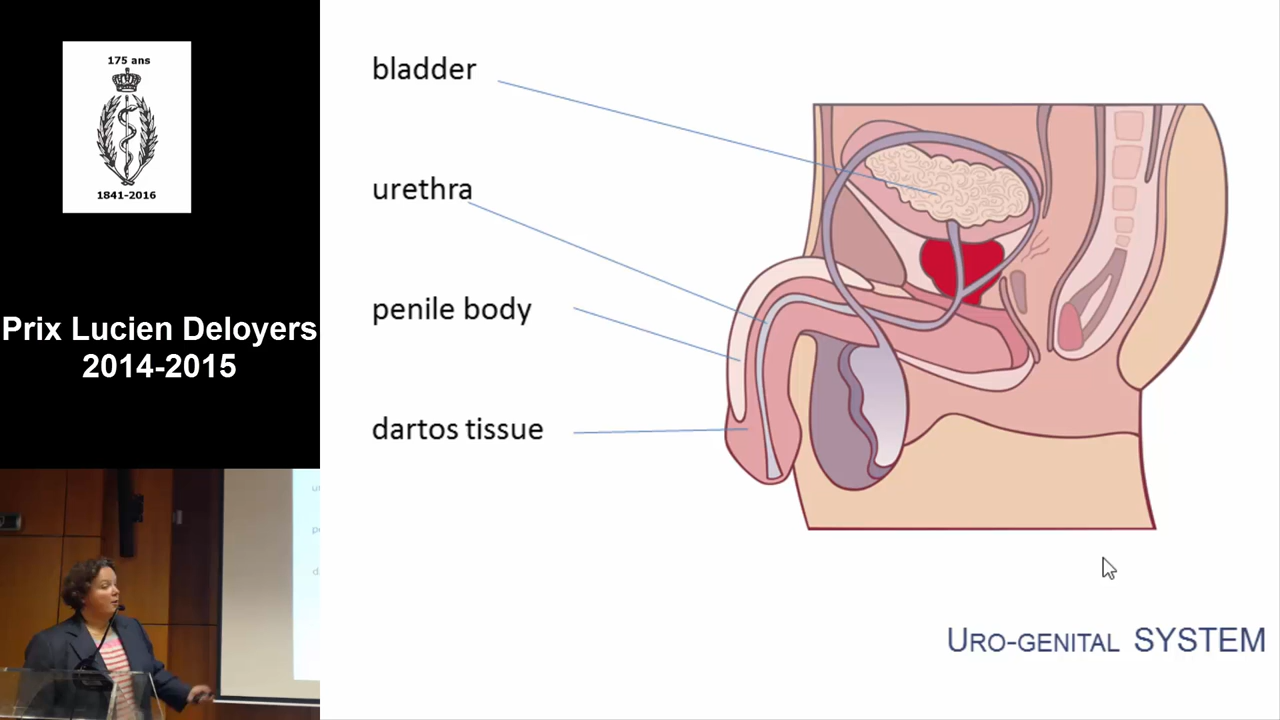 175 ans
1841-2016
Prix Lucien Deloyers
2014-2015
bladder
urethra
penile body
dartos tissue
URO-GENITAL SYSTEM